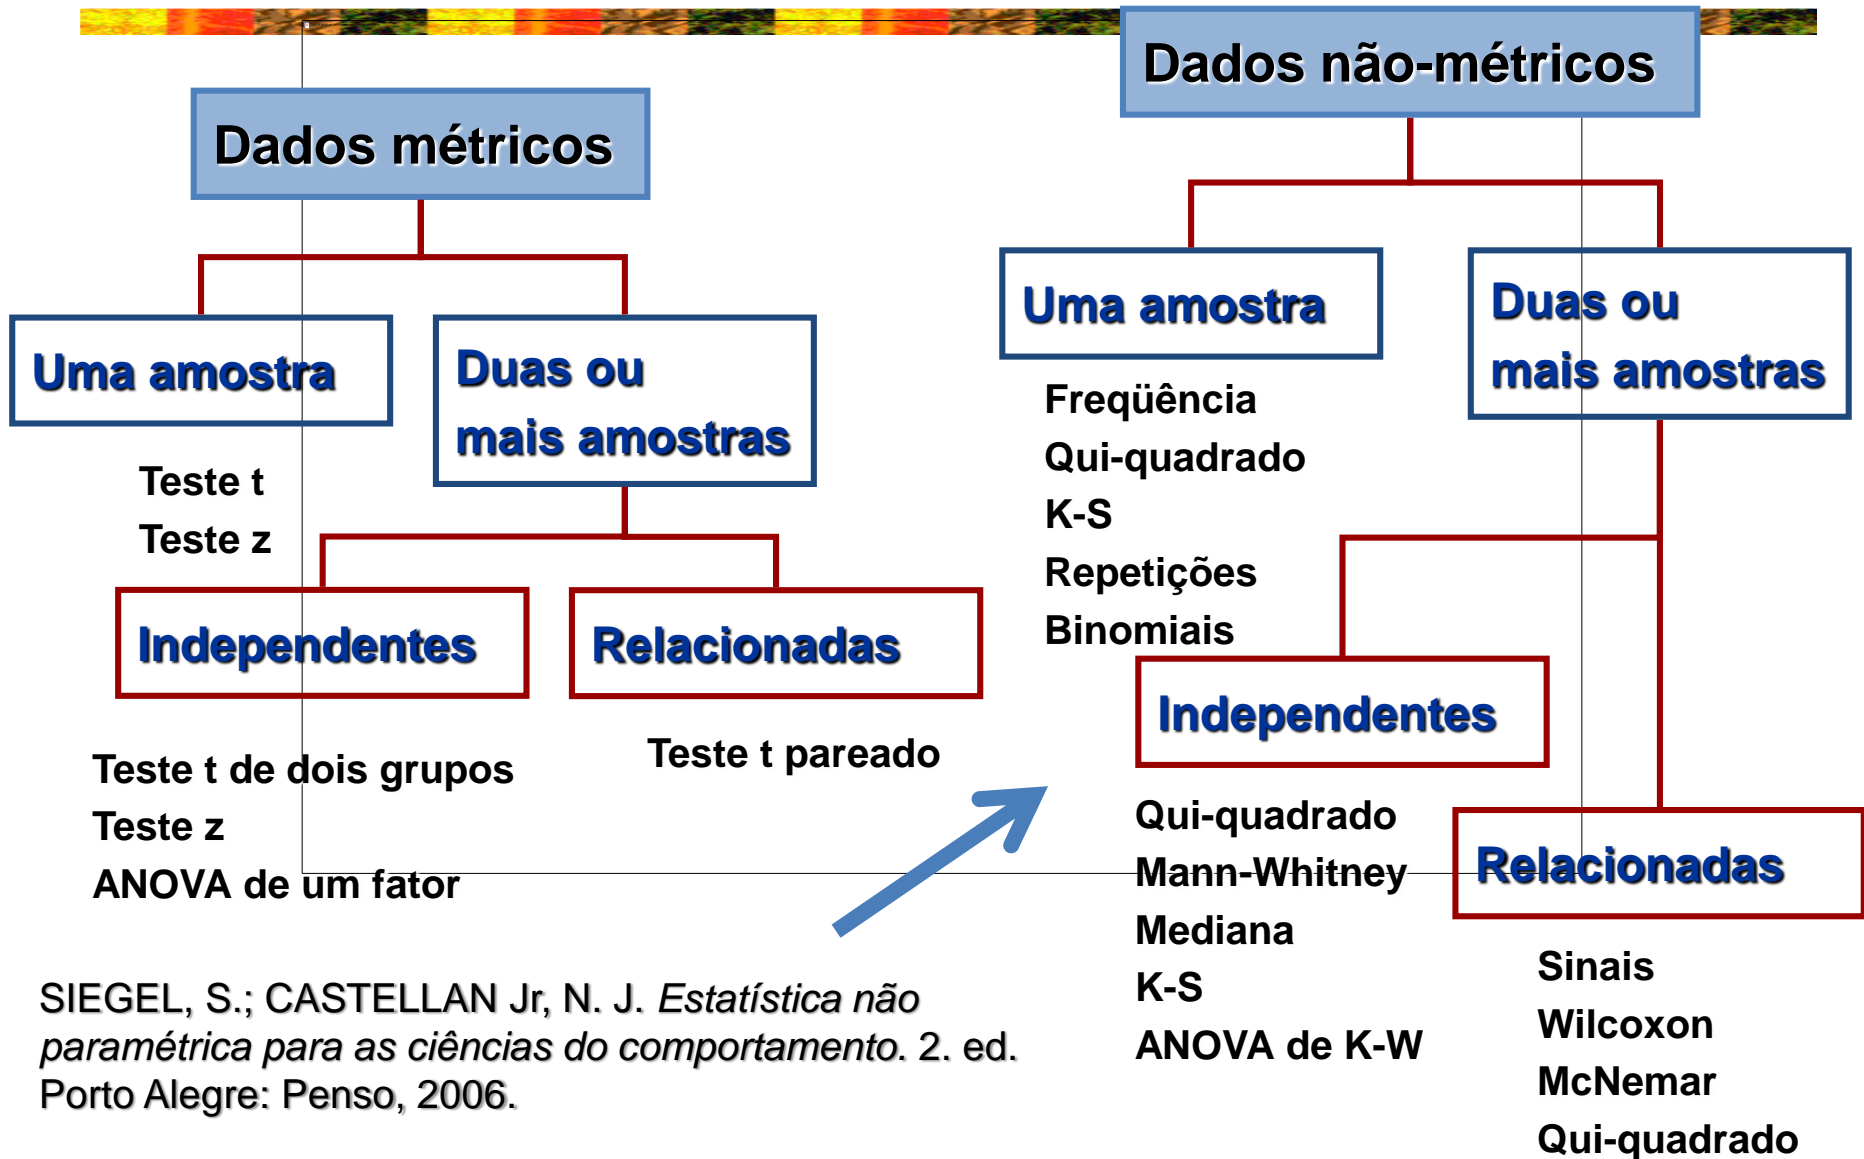 Dados não-métricos
Dados métricos
Uma amostra
Duas ou
mais amostras
Teste t
Teste z
Independentes
Relacionadas
Teste t de dois grupos
Teste z
ANOVA de um fator
Teste t pareado
Uma amostra
Duas ou
mais amostras
Freqüência
Qui-quadrado
K-S
Repetições
Binomiais
Independentes
Qui-quadrado
Mann-Whitney
Mediana
K-S
ANOVA de K-W
Relacionadas
Sinais
Wilcoxon
McNemar
Qui-quadrado
SIEGEL, S.; CASTELLAN Jr, N. J. Estatística não
paramétrica para as ciências do comportamento. 2. ed.
Porto Alegre: Penso, 2006.